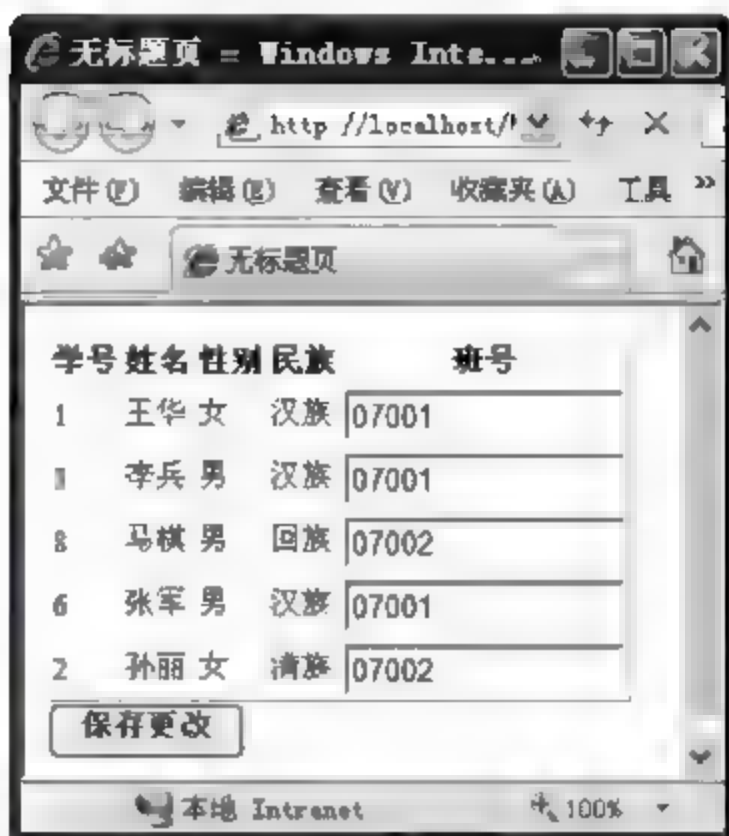 无标题页 = Windows Inte...
http //localhost/
文件(F) 编辑(E) 查看(V) 收藏夹(A) 工具 »
无标题页
学号 姓名 性别 民族 班号
1 王华 女 汉族 07001
李兵 男 汉族 07001
8 马棋 男 回族 07002
6 张军 男 汉族 07001
2 孙丽 女 满族 07002
保存更改
本地 Intranet 100%